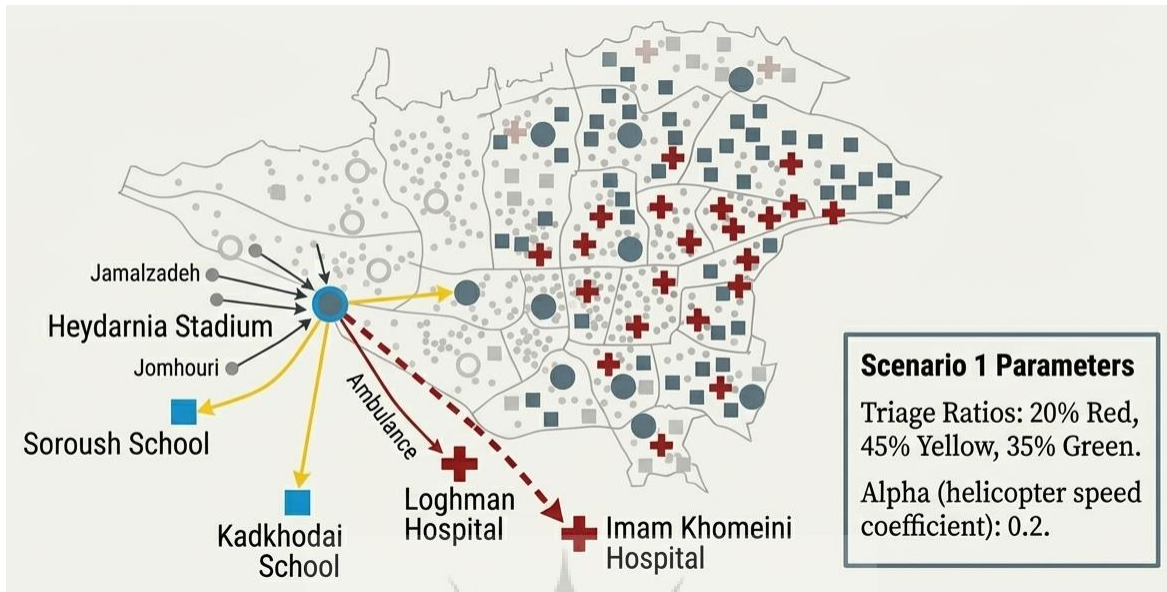 Jamalzadeh
Heydarnia Stadium
Jomhouri
Soroush School
Kadkhodai
School
Ambulance
Loghman
Hospital
Imam Khomeini
Hospital
Scenario 1 Parameters
Triage Ratios: 20% Red,
45% Yellow, 35% Green.
Alpha (helicopter speed
coefficient): 0.2.